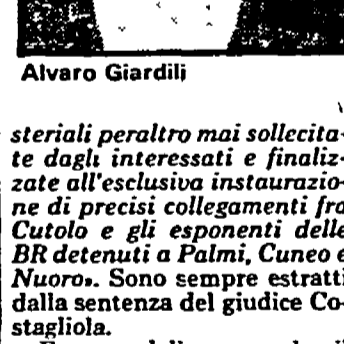 Alvaro Giardili
steriali peraltro mai sollecita-
te dagli interessati e finaliz-
zate all'esclusiva instaurazio-
ne di precisi collegamenti fra
Cutolo e gli esponenti delle
BR detenuti a Palmi, Cuneo e
Nuoro». Sono sempre estratti
dalla sentenza del giudice Co-
stagliola.